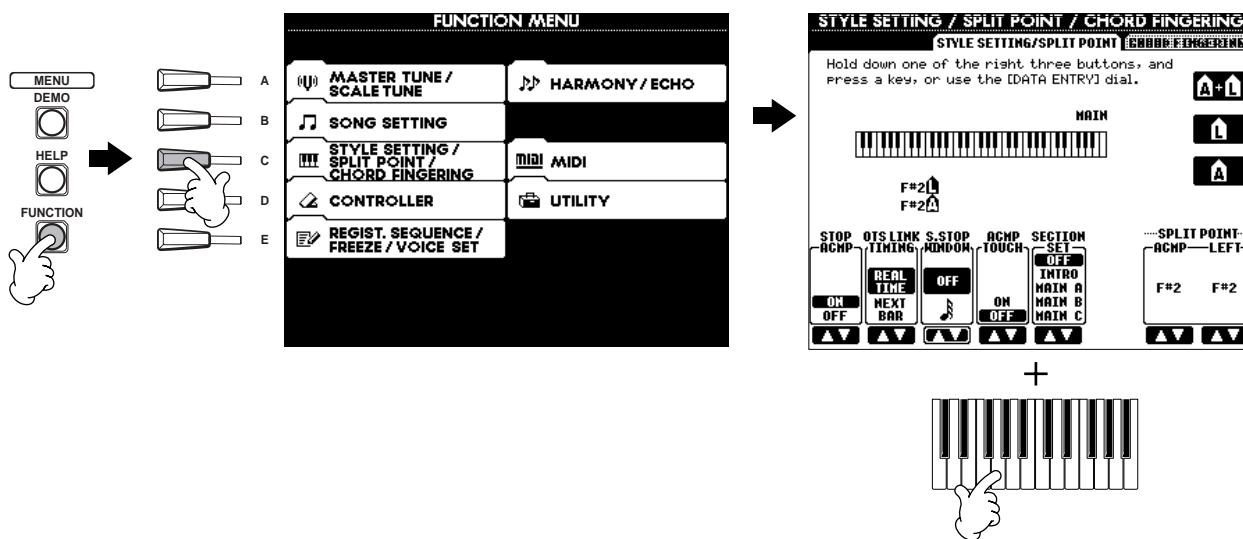 MENU
DEMO
HELP
FUNCTION
A
B
C
D
E
FUNCTION MENU
MASTER TUNE /
SCALE TUNE
HARMONY / ECHO
SONG SETTING
STYLE SETTING /
SPLIT POINT /
CHORD FINGERING
MIDI
MIDI
CONTROLLER
UTILITY
REGIST. SEQUENCE /
FREEZE / VOICE SET
STYLE SETTING / SPLIT POINT / CHORD FINGERING
STYLE SETTING/SPLIT POINT CHORD FINGERING
Hold down one of the right three buttons, and
press a key, or use the [DATA ENTRY] dial.
A+L
L
A
MAIN
F#2 L
F#2 A
STOP ACMP
ON
OFF
OTS LINK TIMING
REAL TIME
NEXT BAR
S.STOP WINDOW
OFF
ACMP TOUCH
ON
OFF
SECTION SET
OFF
INTRO
MAIN A
MAIN B
MAIN C
SPLIT POINT
ACMP LEFT
F#2 F#2
+